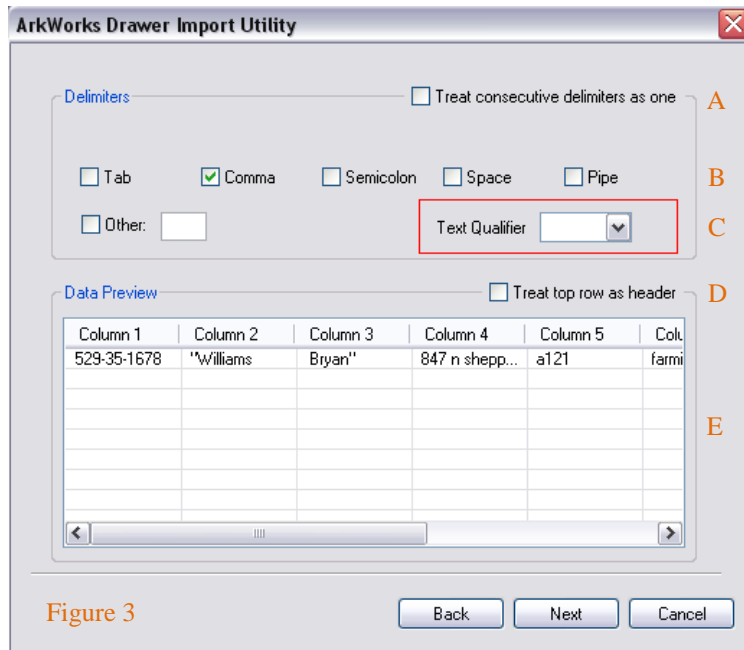 ArkWorks Drawer Import Utility
Delimiters Treat consecutive delimiters as one A
Tab Comma Semicolon Space Pipe B
Other: Text Qualifier C
Data Preview Treat top row as header D
Column 1 Column 2 Column 3 Column 4 Column 5 Colu
529-35-1678 "Williams Bryan" 847 n shepp... a121 farmi
E
Figure 3 Back Next Cancel